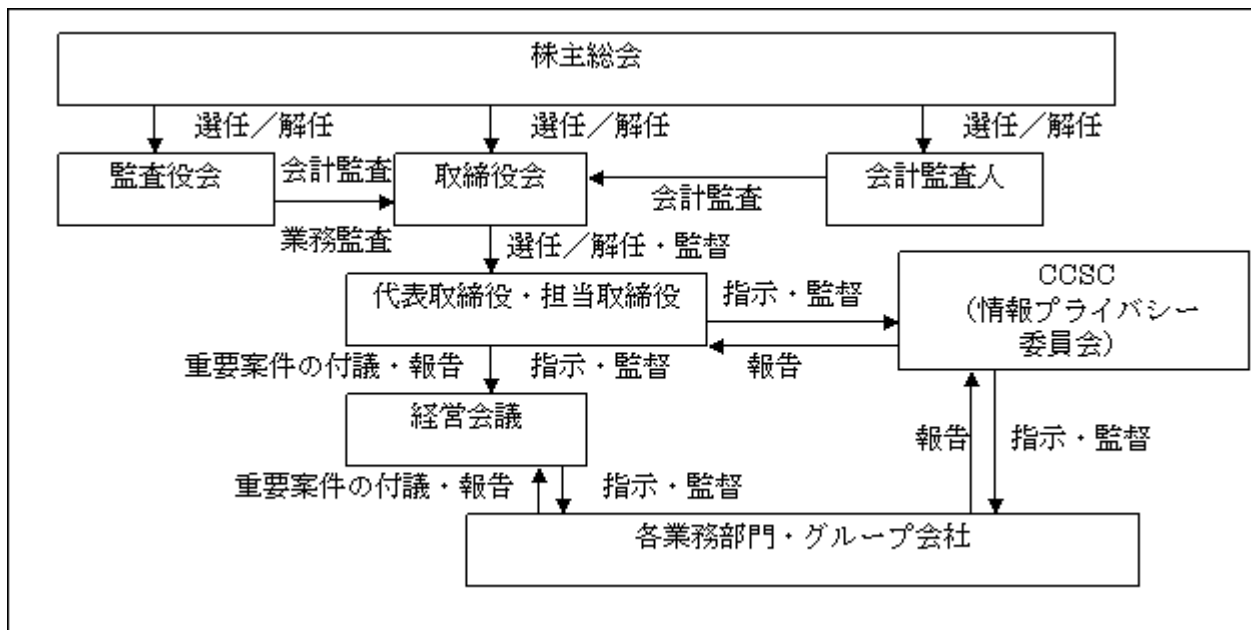 株主総会
選任／解任
選任／解任
選任／解任
監査役会
会計監査
業務監査
取締役会
会計監査
会計監査人
選任／解任・監督
代表取締役・担当取締役
指示・監督
報告
CCSC
（情報プライバシー
委員会）
重要案件の付議・報告
指示・監督
経営会議
報告
指示・監督
重要案件の付議・報告
指示・監督
各業務部門・グループ会社